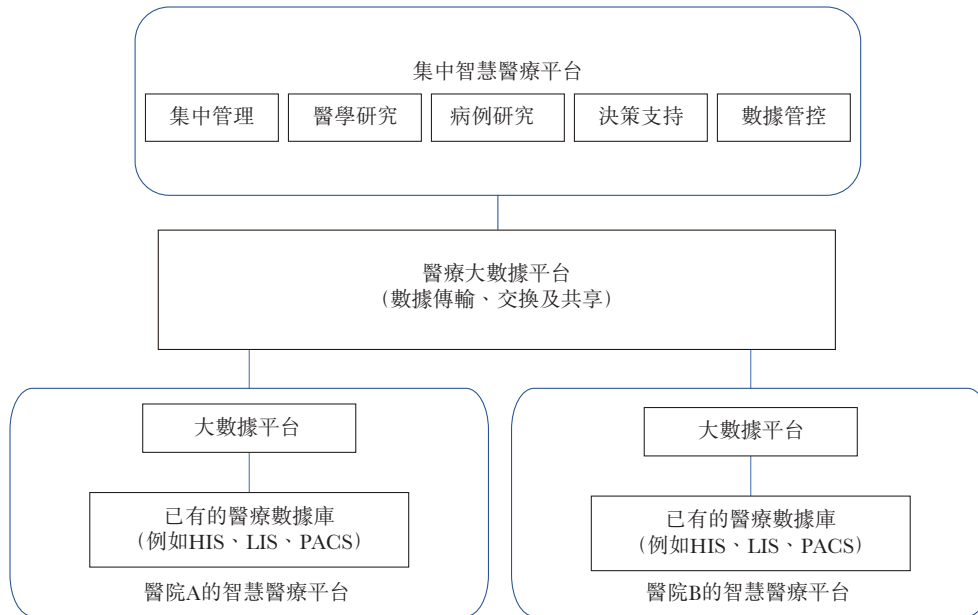 集中智慧醫療平台
集中管理
醫學研究
病例研究
決策支持
數據管控
醫療大數據平台
(數據傳輸、交換及共享)
大數據平台
已有的醫療數據庫
(例如HIS、LIS、PACS)
醫院A的智慧醫療平台
大數據平台
已有的醫療數據庫
(例如HIS、LIS、PACS)
醫院B的智慧醫療平台